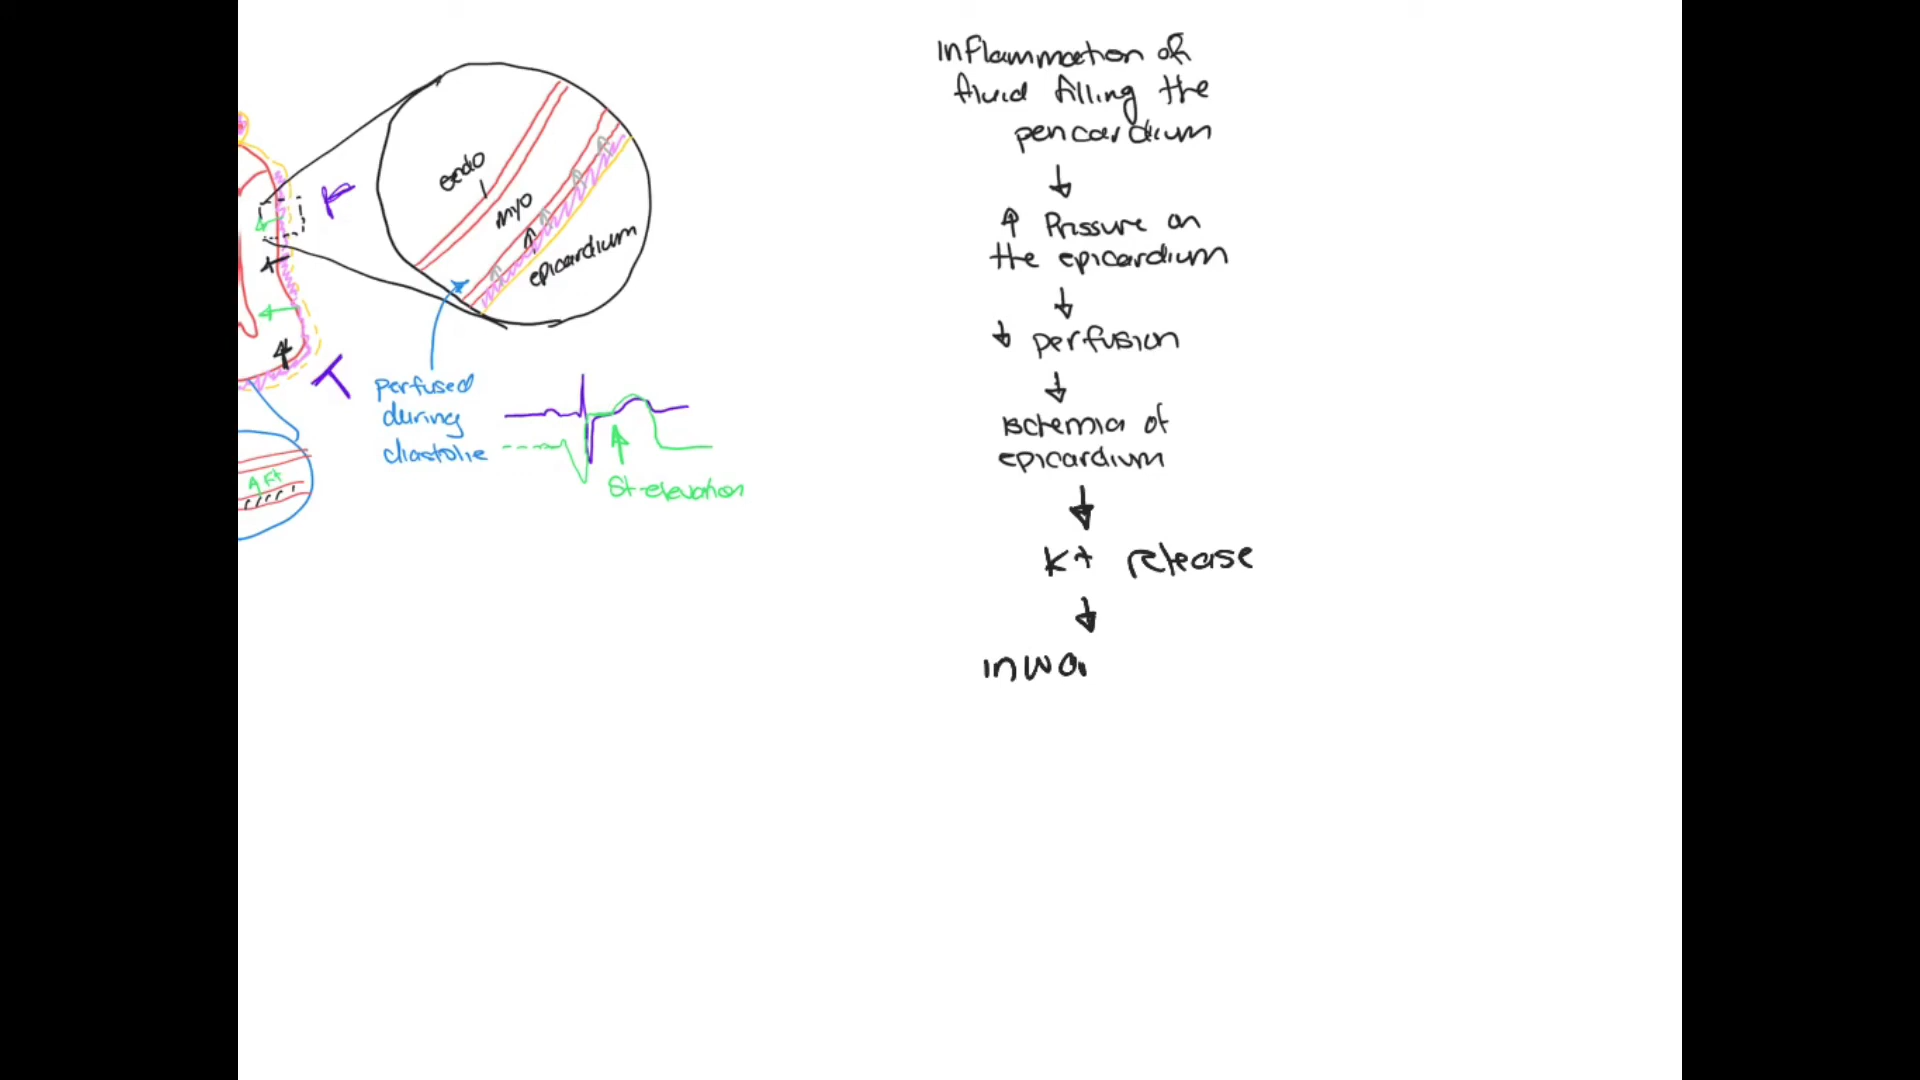 endo
myo
epicardium
perfused
during
diastolic
St-elevation
Inflammation of
fluid filling the
pericardium
↓
↑ Pressure on
the epicardium
↓
↓ perfusion
↓
ischemia of
epicardium
↓
K+ release
↓
inwa